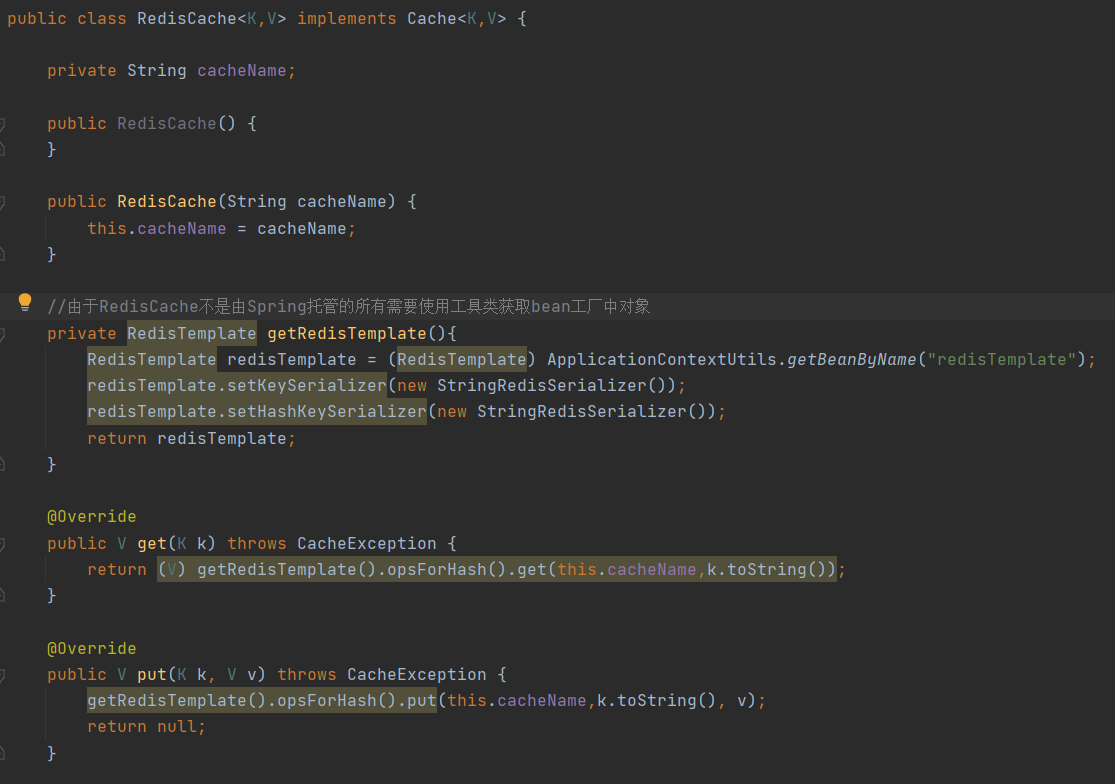 public class RedisCache<K,V> implements Cache<K,V> {
private String cacheName;
public RedisCache() {
}
public RedisCache(String cacheName) {
this.cacheName = cacheName;
}
//由于RedisCache不是由Spring托管的所有需要使用工具类获取bean工厂中对象
private RedisTemplate getRedisTemplate(){
RedisTemplate redisTemplate = (RedisTemplate) ApplicationContextUtils.getBeanByName("redisTemplate");
redisTemplate.setKeySerializer(new StringRedisSerializer());
redisTemplate.setHashKeySerializer(new StringRedisSerializer());
return redisTemplate;
}
@Override
public V get(K k) throws CacheException {
return (V) getRedisTemplate().opsForHash().get(this.cacheName,k.toString());
}
@Override
public V put(K k, V v) throws CacheException {
getRedisTemplate().opsForHash().put(this.cacheName,k.toString(), v);
return null;
}